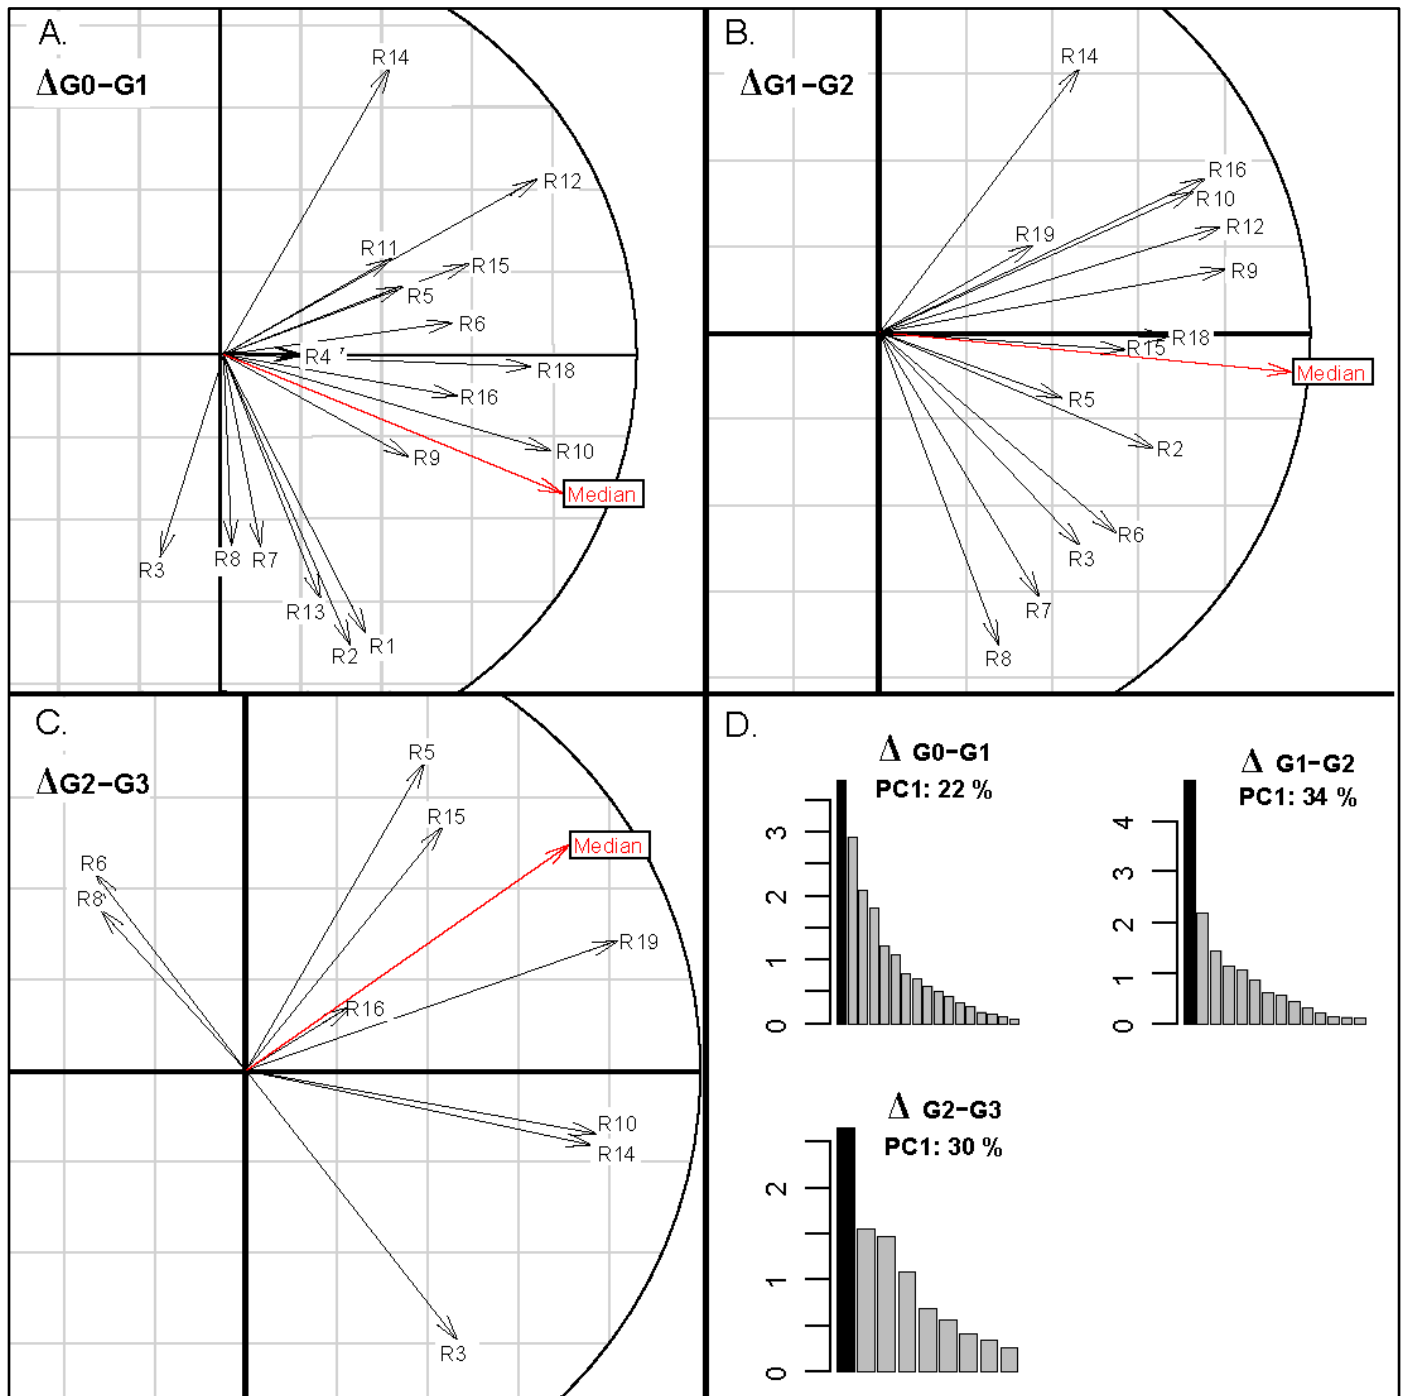 A.
ΔG0-G1
R14
R12
R11
R15
R5
R6
R4
R18
R16
R10
R9
Median
R3
R8
R7
R13
R2
R1
B.
ΔG1-G2
R14
R16
R10
R12
R19
R9
R18
R15
Median
R5
R2
R6
R3
R7
R8
C.
ΔG2-G3
R5
R15
Median
R6
R8
R19
R16
R10
R14
R3
D.
Δ G0-G1
PC1: 22 %
3
2
1
0
Δ G1-G2
PC1: 34 %
4
3
2
1
0
Δ G2-G3
PC1: 30 %
2
1
0